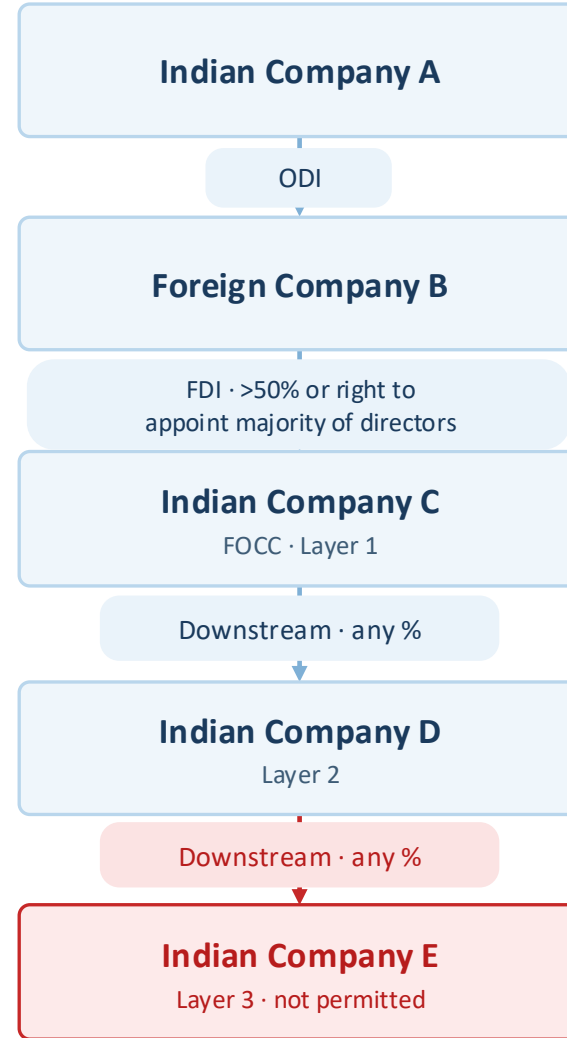 Indian Company A
ODI
Foreign Company B
FDI · >50% or right to
appoint majority of directors
Indian Company C
FOCC · Layer 1
Downstream · any %
Indian Company D
Layer 2
Downstream · any %
Indian Company E
Layer 3 · not permitted